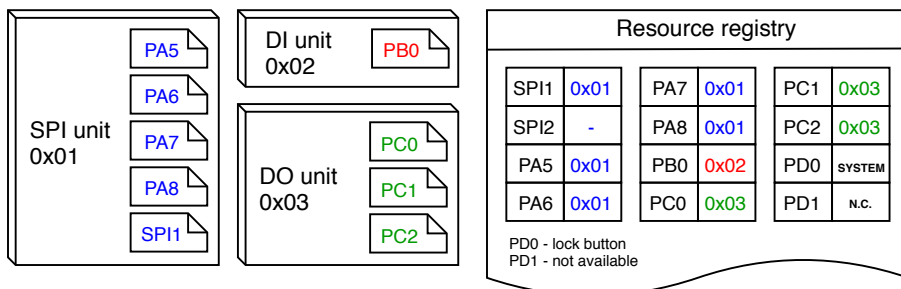 SPI unit
0x01
PA5
PA6
PA7
PA8
SPI1
DI unit
0x02
PB0
DO unit
0x03
PC0
PC1
PC2
Resource registry
SPI1 0x01 PA7 0x01 PC1 0x03
SPI2 - PA8 0x01 PC2 0x03
PA5 0x01 PB0 0x02 PD0 SYSTEM
PA6 0x01 PC0 0x03 PD1 N.C.
PD0 - lock button
PD1 - not available